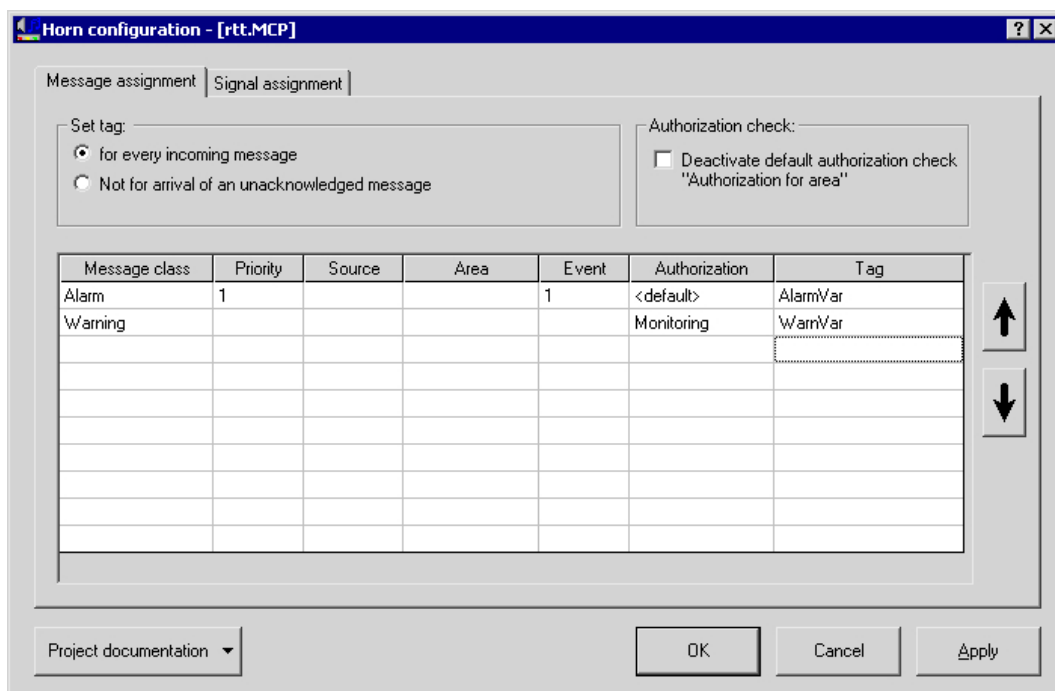 Horn configuration - [rtt.MCP]
Message assignment Signal assignment
Set tag:
for every incoming message
Not for arrival of an unacknowledged message
Authorization check:
Deactivate default authorization check
"Authorization for area"
Message class Priority Source Area Event Authorization Tag
Alarm 1 1 <default> AlarmVar
Warning Monitoring WarnVar
Project documentation OK Cancel Apply